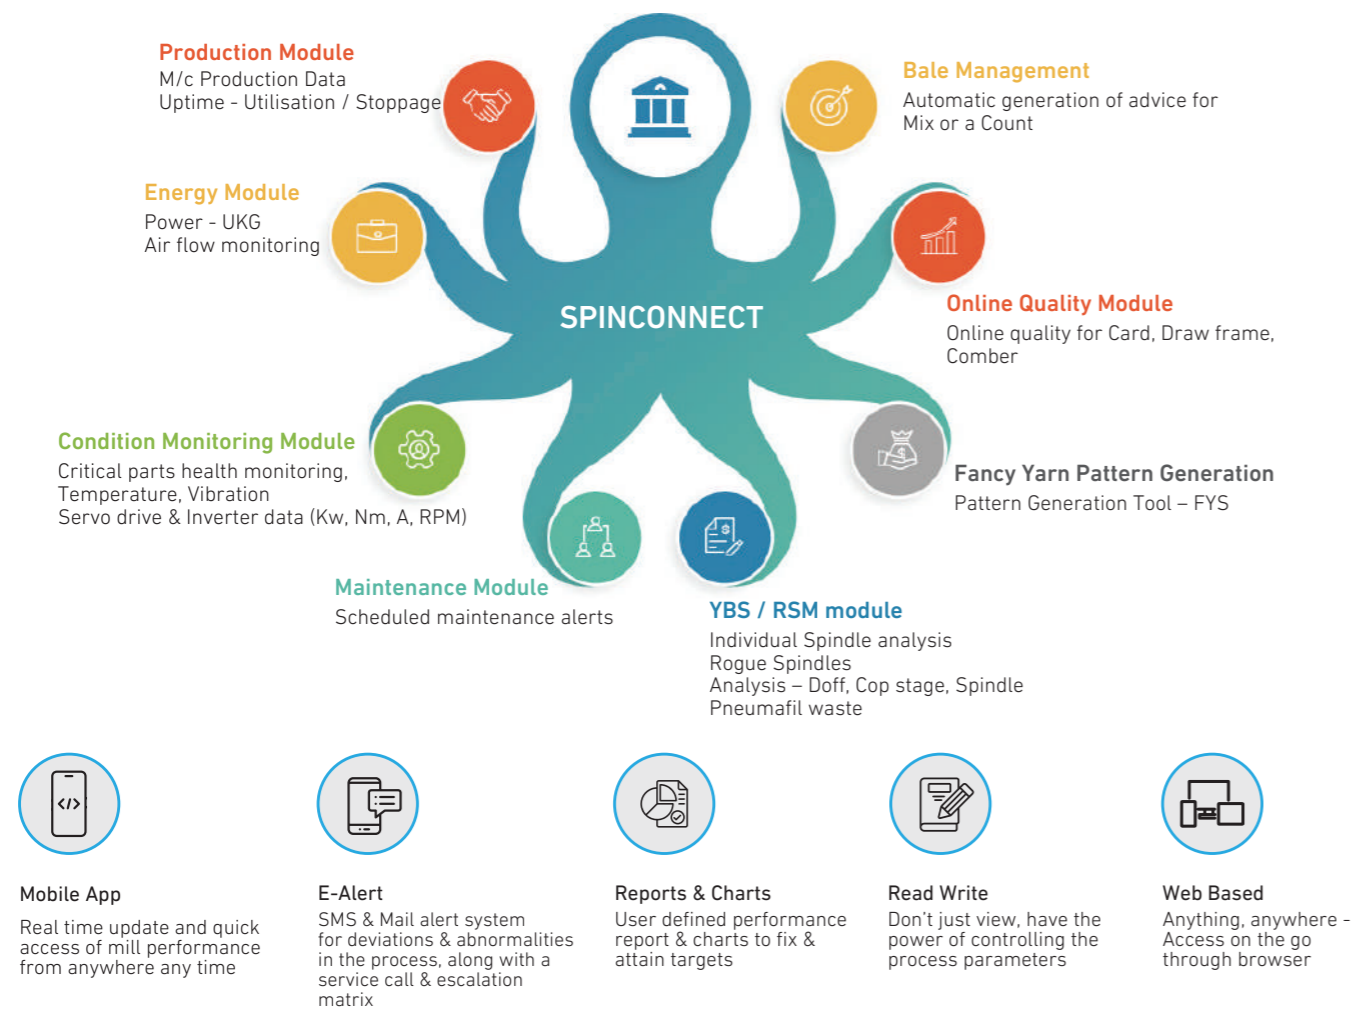 Production Module
M/c Production Data
Uptime - Utilisation / Stoppage
Bale Management
Automatic generation of advice for
Mix or a Count
Energy Module
Power - UKG
Air flow monitoring
SPINCONNECT
Online Quality Module
Online quality for Card, Draw frame,
Comber
Condition Monitoring Module
Critical parts health monitoring,
Temperature, Vibration
Servo drive & Inverter data (Kw, Nm, A, RPM)
Fancy Yarn Pattern Generation
Pattern Generation Tool – FYS
Maintenance Module
Scheduled maintenance alerts
YBS / RSM module
Individual Spindle analysis
Rogue Spindles
Analysis – Doff, Cop stage, Spindle
Pneumafil waste
Mobile App
Real time update and quick
access of mill performance
from anywhere any time
E-Alert
SMS & Mail alert system
for deviations & abnormalities
in the process, along with a
service call & escalation
matrix
Reports & Charts
User defined performance
report & charts to fix &
attain targets
Read Write
Don't just view, have the
power of controlling the
process parameters
Web Based
Anything, anywhere -
Access on the go
through browser